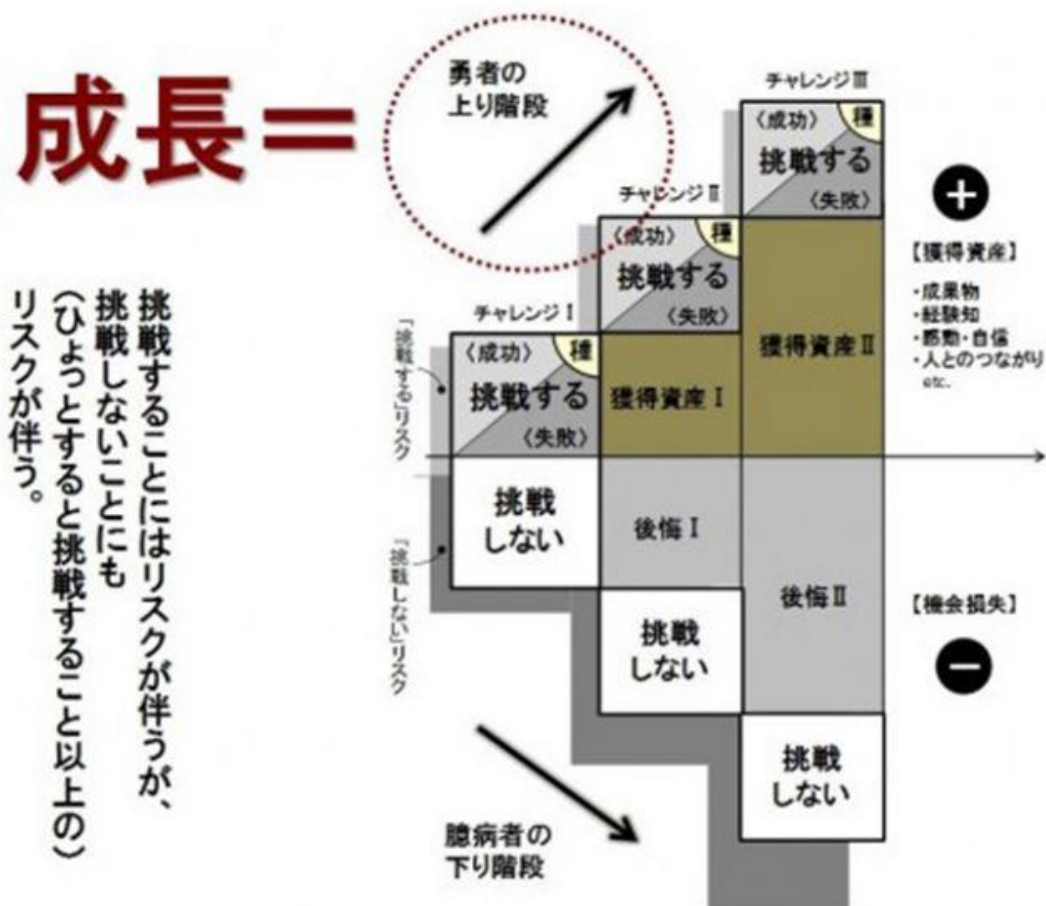 成長＝
勇者の
上り階段
チャレンジⅢ
〈成功〉
種
挑戦する
〈失敗〉
チャレンジⅡ
〈成功〉
種
挑戦する
〈失敗〉
チャレンジⅠ
〈成功〉
種
挑戦する
〈失敗〉
獲得資産Ⅰ
獲得資産Ⅱ
【獲得資産】
・成果物
・経験知
・感動・自信
・人とのつながり
etc.
「挑戦する」リスク
「挑戦しない」リスク
挑戦
しない
後悔Ⅰ
後悔Ⅱ
挑戦
しない
挑戦
しない
【機会損失】
臆病者の
下り階段
挑戦することにはリスクが伴うが、
挑戦しないことにも
（ひょっとすると挑戦すること以上の）
リスクが伴う。